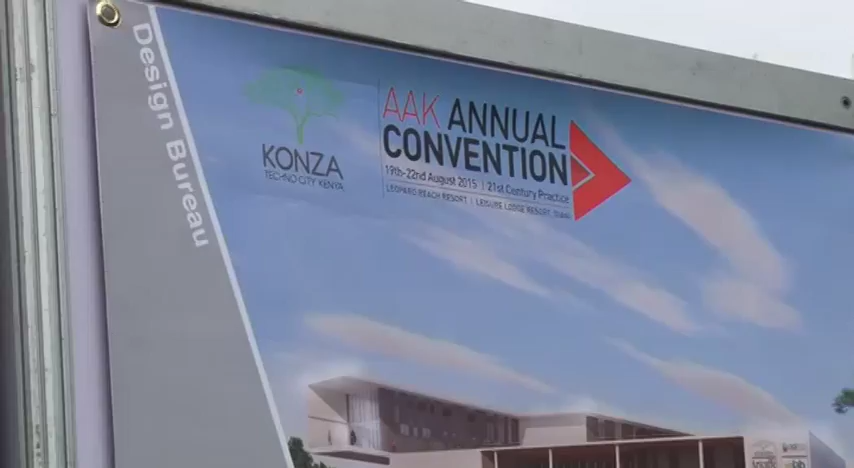 Design Bureau
KONZA
TECHNO CITY KENYA
AAK ANNUAL
CONVENTION
19th-22nd August 2015 | 21st Century Practice
LEOPARD BEACH RESORT | LEISURE LODGE RESORT